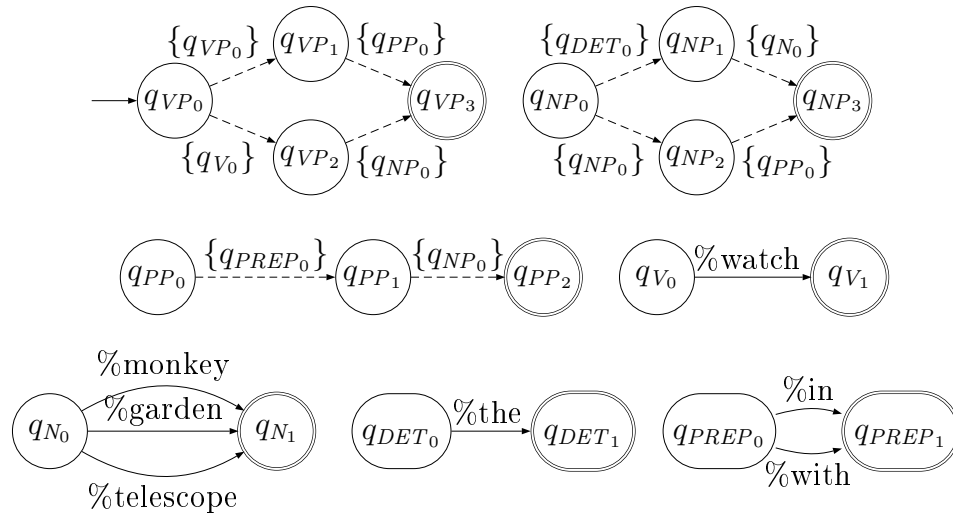 {q_{VP_0}} q_{VP_1} {q_{PP_0}} {q_{DET_0}} q_{NP_1} {q_{N_0}}
q_{VP_0} q_{VP_3} q_{NP_0} q_{NP_3}
{q_{V_0}} q_{VP_2} {q_{NP_0}} {q_{NP_0}} q_{NP_2} {q_{PP_0}}
{q_{PREP_0}} {q_{NP_0}} %watch
q_{PP_0} q_{PP_1} q_{PP_2} q_{V_0} q_{V_1}
%monkey
%garden %the %in
q_{N_0} q_{N_1} q_{DET_0} q_{DET_1} q_{PREP_0} q_{PREP_1}
%telescope %with